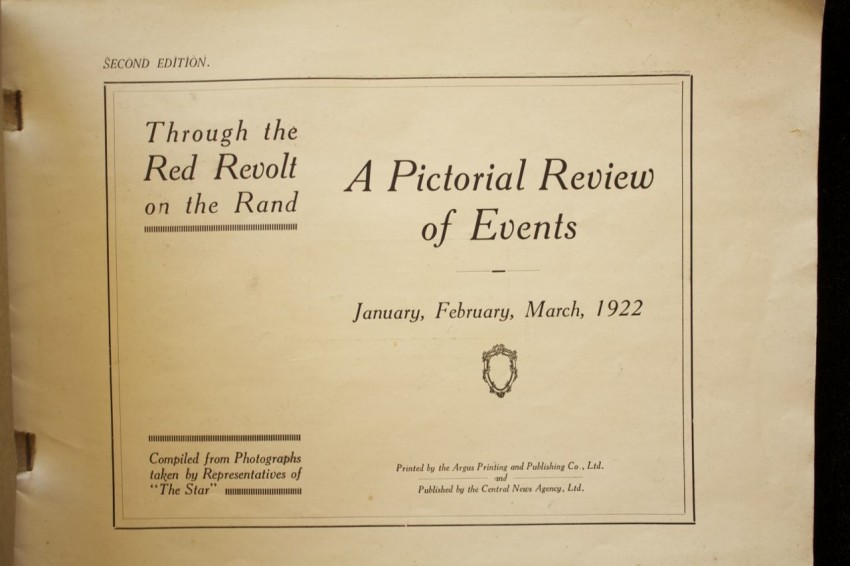 SECOND EDITION.
Through the
Red Revolt
on the Rand
A Pictorial Review
of Events
January, February, March, 1922
Compiled from Photographs
taken by Representatives of
"The Star"
Printed by the Argus Printing and Publishing Co., Ltd.
and
Published by the Central News Agency, Ltd.